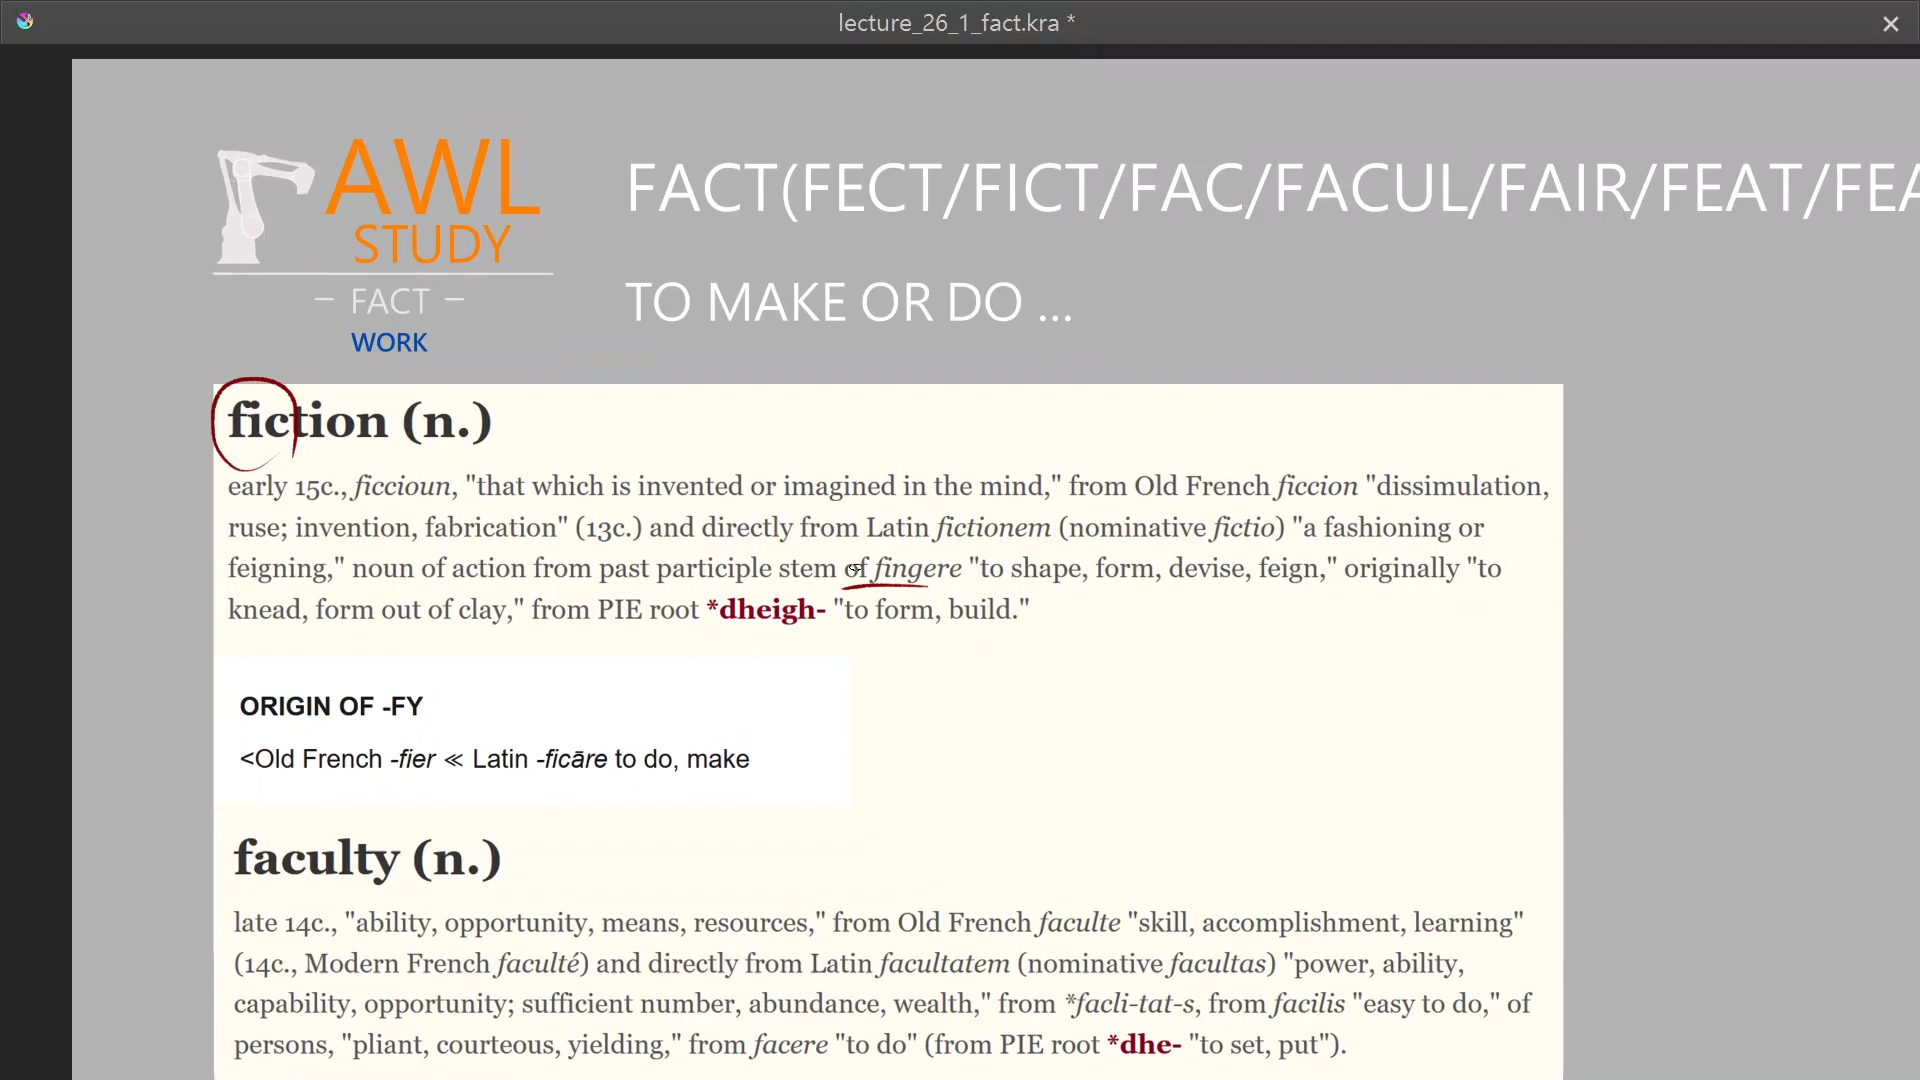 lecture_26_1_fact.kra *
AWL
STUDY
– FACT –
WORK
FACT(FECT/FICT/FAC/FACUL/FAIR/FEAT/FEA
TO MAKE OR DO ...
fiction (n.)
early 15c., ficcioun, "that which is invented or imagined in the mind," from Old French ficcion "dissimulation,
ruse; invention, fabrication" (13c.) and directly from Latin fictionem (nominative fictio) "a fashioning or
feigning," noun of action from past participle stem of fingere "to shape, form, devise, feign," originally "to
knead, form out of clay," from PIE root *dheigh- "to form, build."
ORIGIN OF -FY
<Old French -fier ≪ Latin -ficāre to do, make
faculty (n.)
late 14c., "ability, opportunity, means, resources," from Old French faculte "skill, accomplishment, learning"
(14c., Modern French faculté) and directly from Latin facultatem (nominative facultas) "power, ability,
capability, opportunity; sufficient number, abundance, wealth," from *facli-tat-s, from facilis "easy to do," of
persons, "pliant, courteous, yielding," from facere "to do" (from PIE root *dhe- "to set, put").